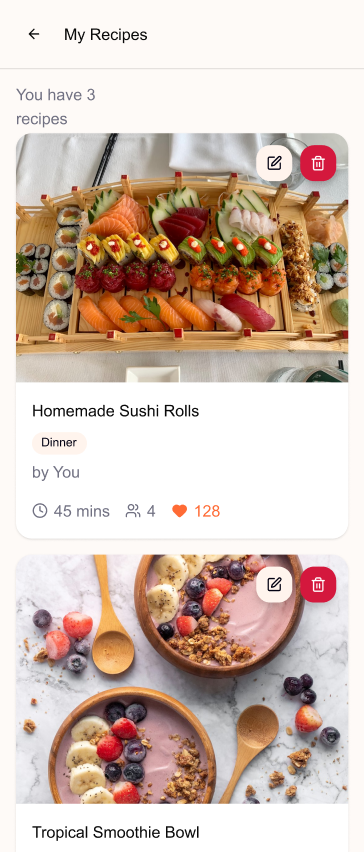 My Recipes
You have 3
recipes
Homemade Sushi Rolls
Dinner
by You
45 mins 4 128
Tropical Smoothie Bowl